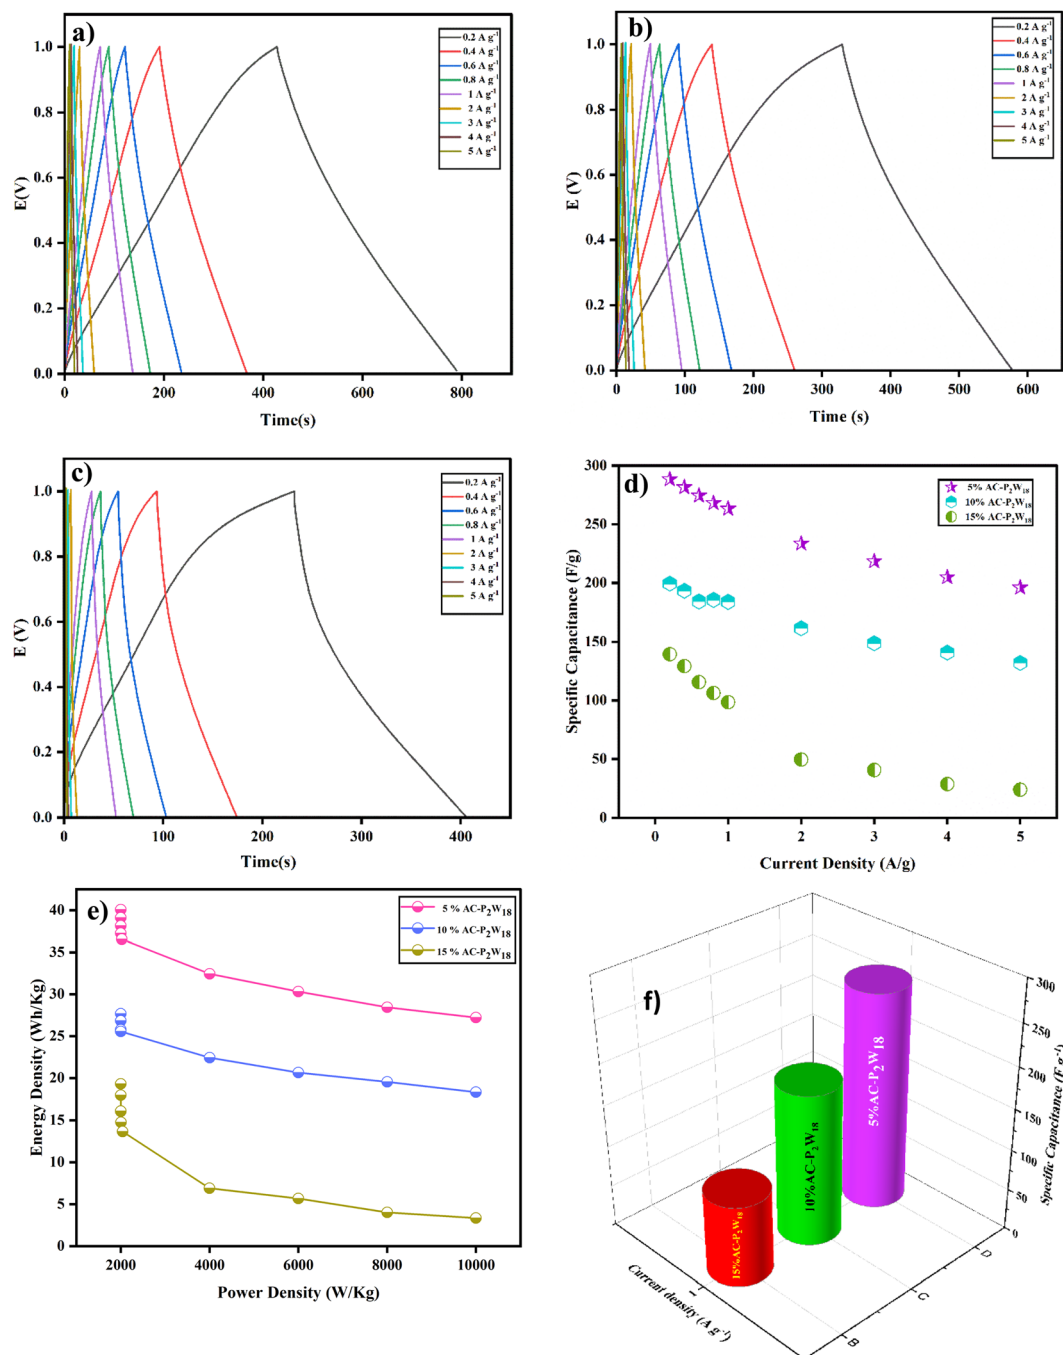 a)
0.2 A g⁻¹
0.4 A g⁻¹
0.6 A g⁻¹
0.8 A g⁻¹
1 A g⁻¹
2 A g⁻¹
3 A g⁻¹
4 A g⁻¹
5 A g⁻¹
1.0
0.8
0.6
0.4
0.2
0.0
E(V)
0
200
400
600
800
Time(s)
b)
0.2 A g⁻¹
0.4 A g⁻¹
0.6 A g⁻¹
0.8 A g⁻¹
1 A g⁻¹
2 A g⁻¹
3 A g⁻¹
4 A g⁻¹
5 A g⁻¹
1.0
0.8
0.6
0.4
0.2
0.0
E (V)
0
100
200
300
400
500
600
Time (s)
c)
0.2 A g⁻¹
0.4 A g⁻¹
0.6 A g⁻¹
0.8 A g⁻¹
1 A g⁻¹
2 A g⁻¹
3 A g⁻¹
4 A g⁻¹
5 A g⁻¹
1.0
0.8
0.6
0.4
0.2
0.0
E (V)
0
100
200
300
400
Time(s)
d)
5% AC-P₂W₁₈
10% AC-P₂W₁₈
15% AC-P₂W₁₈
300
250
200
150
100
50
0
Specific Capacitance (F/g)
0
1
2
3
4
5
Current Density (A/g)
e)
5 % AC-P₂W₁₈
10 % AC-P₂W₁₈
15 % AC-P₂W₁₈
40
35
30
25
20
15
10
5
0
Energy Density (Wh/Kg)
2000
4000
6000
8000
10000
Power Density (W/Kg)
f)
5%AC-P₂W₁₈
10%AC-P₂W₁₈
15%AC-P₂W₁₈
300
250
200
150
100
50
0
Specific Capacitance (F g⁻¹)
D
C
B
1
Current density (A g⁻¹)